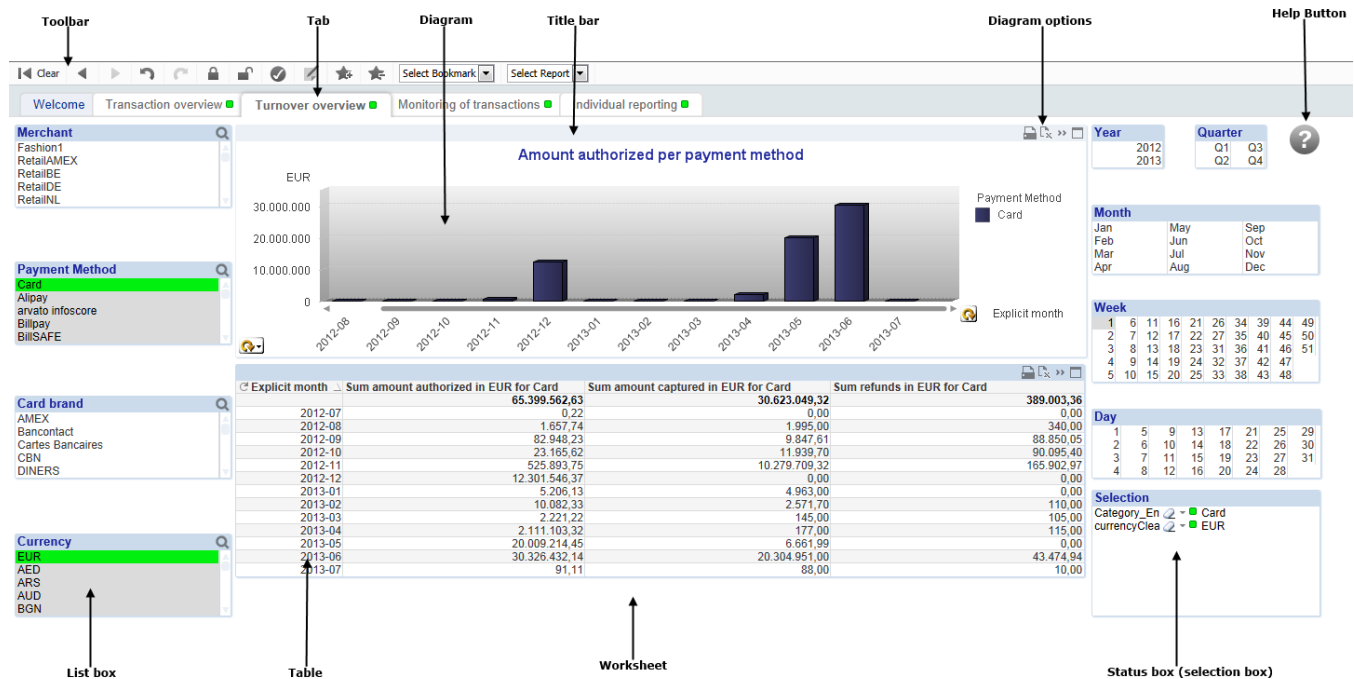 Toolbar
Tab
Diagram
Title bar
Diagram options
Help Button
Clear
Select Bookmark
Select Report
Welcome
Transaction overview
Turnover overview
Monitoring of transactions
Individual reporting
Merchant
Fashion1
RetailAMEX
RetailBE
RetailDE
RetailNL
Payment Method
Card
Alipay
arvato infoscore
Billpay
BillSAFE
Card brand
AMEX
Bancontact
Cartes Bancaires
CBN
DINERS
Currency
EUR
AED
ARS
AUD
BGN
Amount authorized per payment method
EUR
30.000.000
20.000.000
10.000.000
0
2012-08 2012-09 2012-10 2012-11 2012-12 2013-01 2013-02 2013-03 2013-04 2013-05 2013-06 2013-07
Payment Method
Card
Explicit month
Explicit month Sum amount authorized in EUR for Card Sum amount captured in EUR for Card Sum refunds in EUR for Card
65.399.562,63 30.623.049,32 389.003,36
2012-07 0,22 0,00 0,00
2012-08 1.657,74 1.995,00 340,00
2012-09 82.948,23 9.847,61 88.850,05
2012-10 23.165,62 11.939,70 90.095,40
2012-11 525.893,75 10.279.709,32 165.902,97
2012-12 12.301.546,37 0,00 0,00
2013-01 5.206,13 4.963,00 0,00
2013-02 10.082,33 2.571,70 110,00
2013-03 2.221,22 145,00 105,00
2013-04 2.111.103,32 177,00 115,00
2013-05 20.009.214,45 6.661,99 0,00
2013-06 30.326.432,14 20.304.951,00 43.474,94
2013-07 91,11 88,00 10,00
Year
2012
2013
Quarter
Q1 Q3
Q2 Q4
?
Month
Jan May Sep
Feb Jun Oct
Mar Jul Nov
Apr Aug Dec
Week
1 6 11 16 21 26 34 39 44 49
2 7 12 17 22 27 35 40 45 50
3 8 13 18 23 31 36 41 46 51
4 9 14 19 24 32 37 42 47
5 10 15 20 25 33 38 43 48
Day
1 5 9 13 17 21 25 29
2 6 10 14 18 22 26 30
3 7 11 15 19 23 27 31
4 8 12 16 20 24 28
Selection
Category_En Card
currencyClea EUR
List box
Table
Worksheet
Status box (selection box)